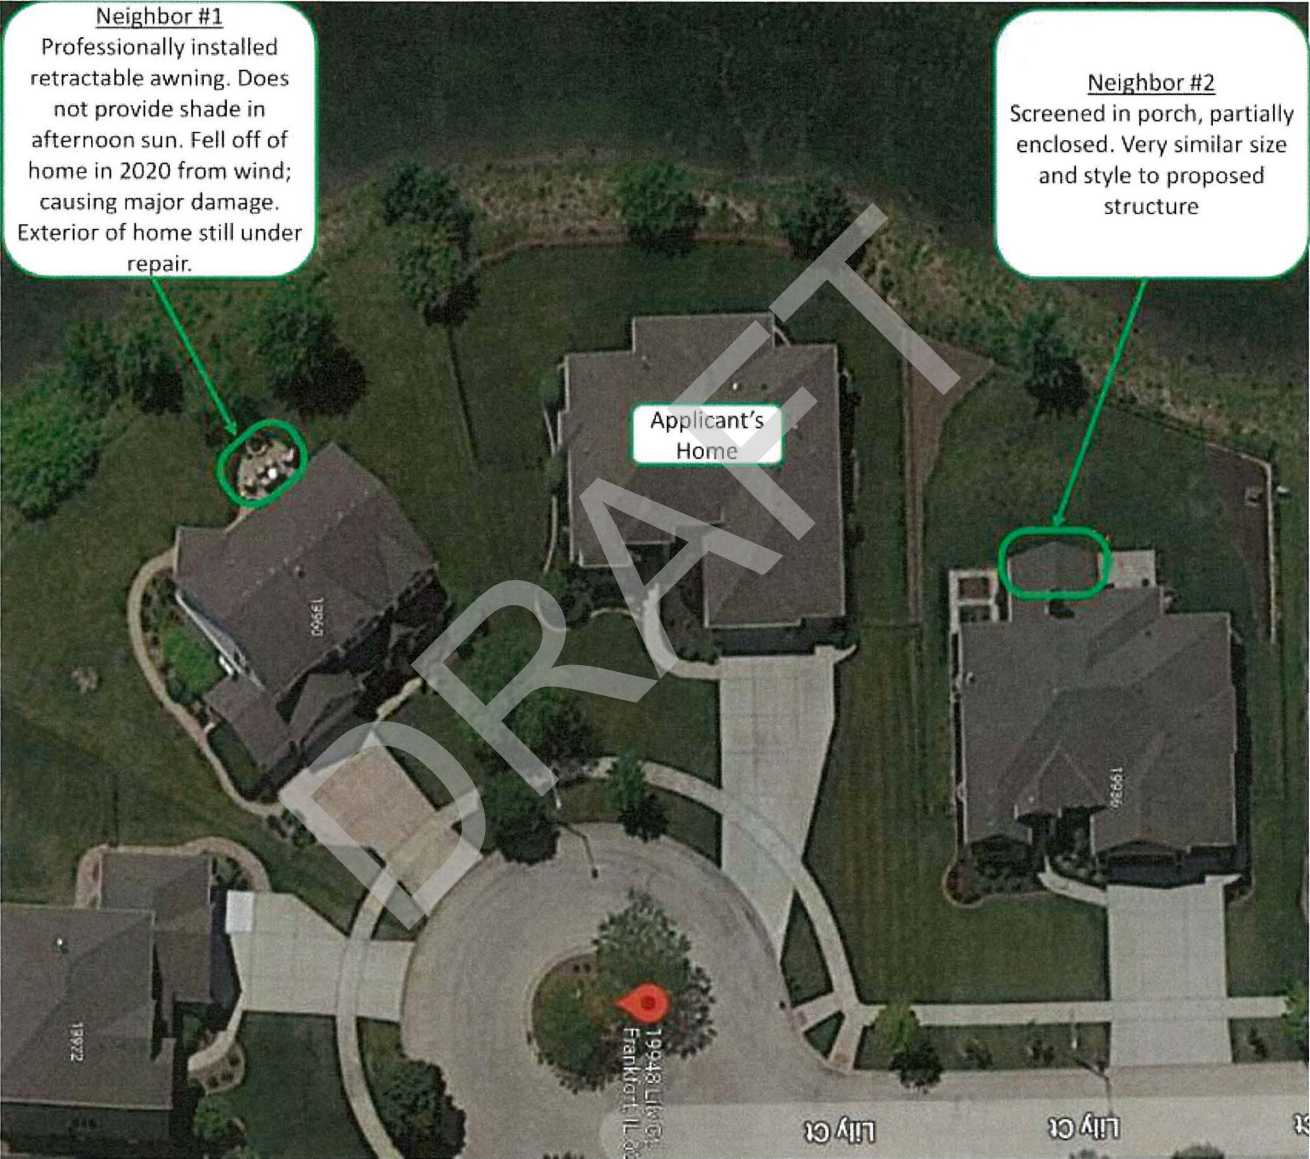 Neighbor #1
Professionally installed
retractable awning. Does
not provide shade in
afternoon sun. Fell off of
home in 2020 from wind;
causing major damage.
Exterior of home still under
repair.
Neighbor #2
Screened in porch, partially
enclosed. Very similar size
and style to proposed
structure
Applicant's
Home
DRAFT
19960
19936
19972
19948 Lily Ct,
Frankfort, IL
Lily Ct
Lily Ct